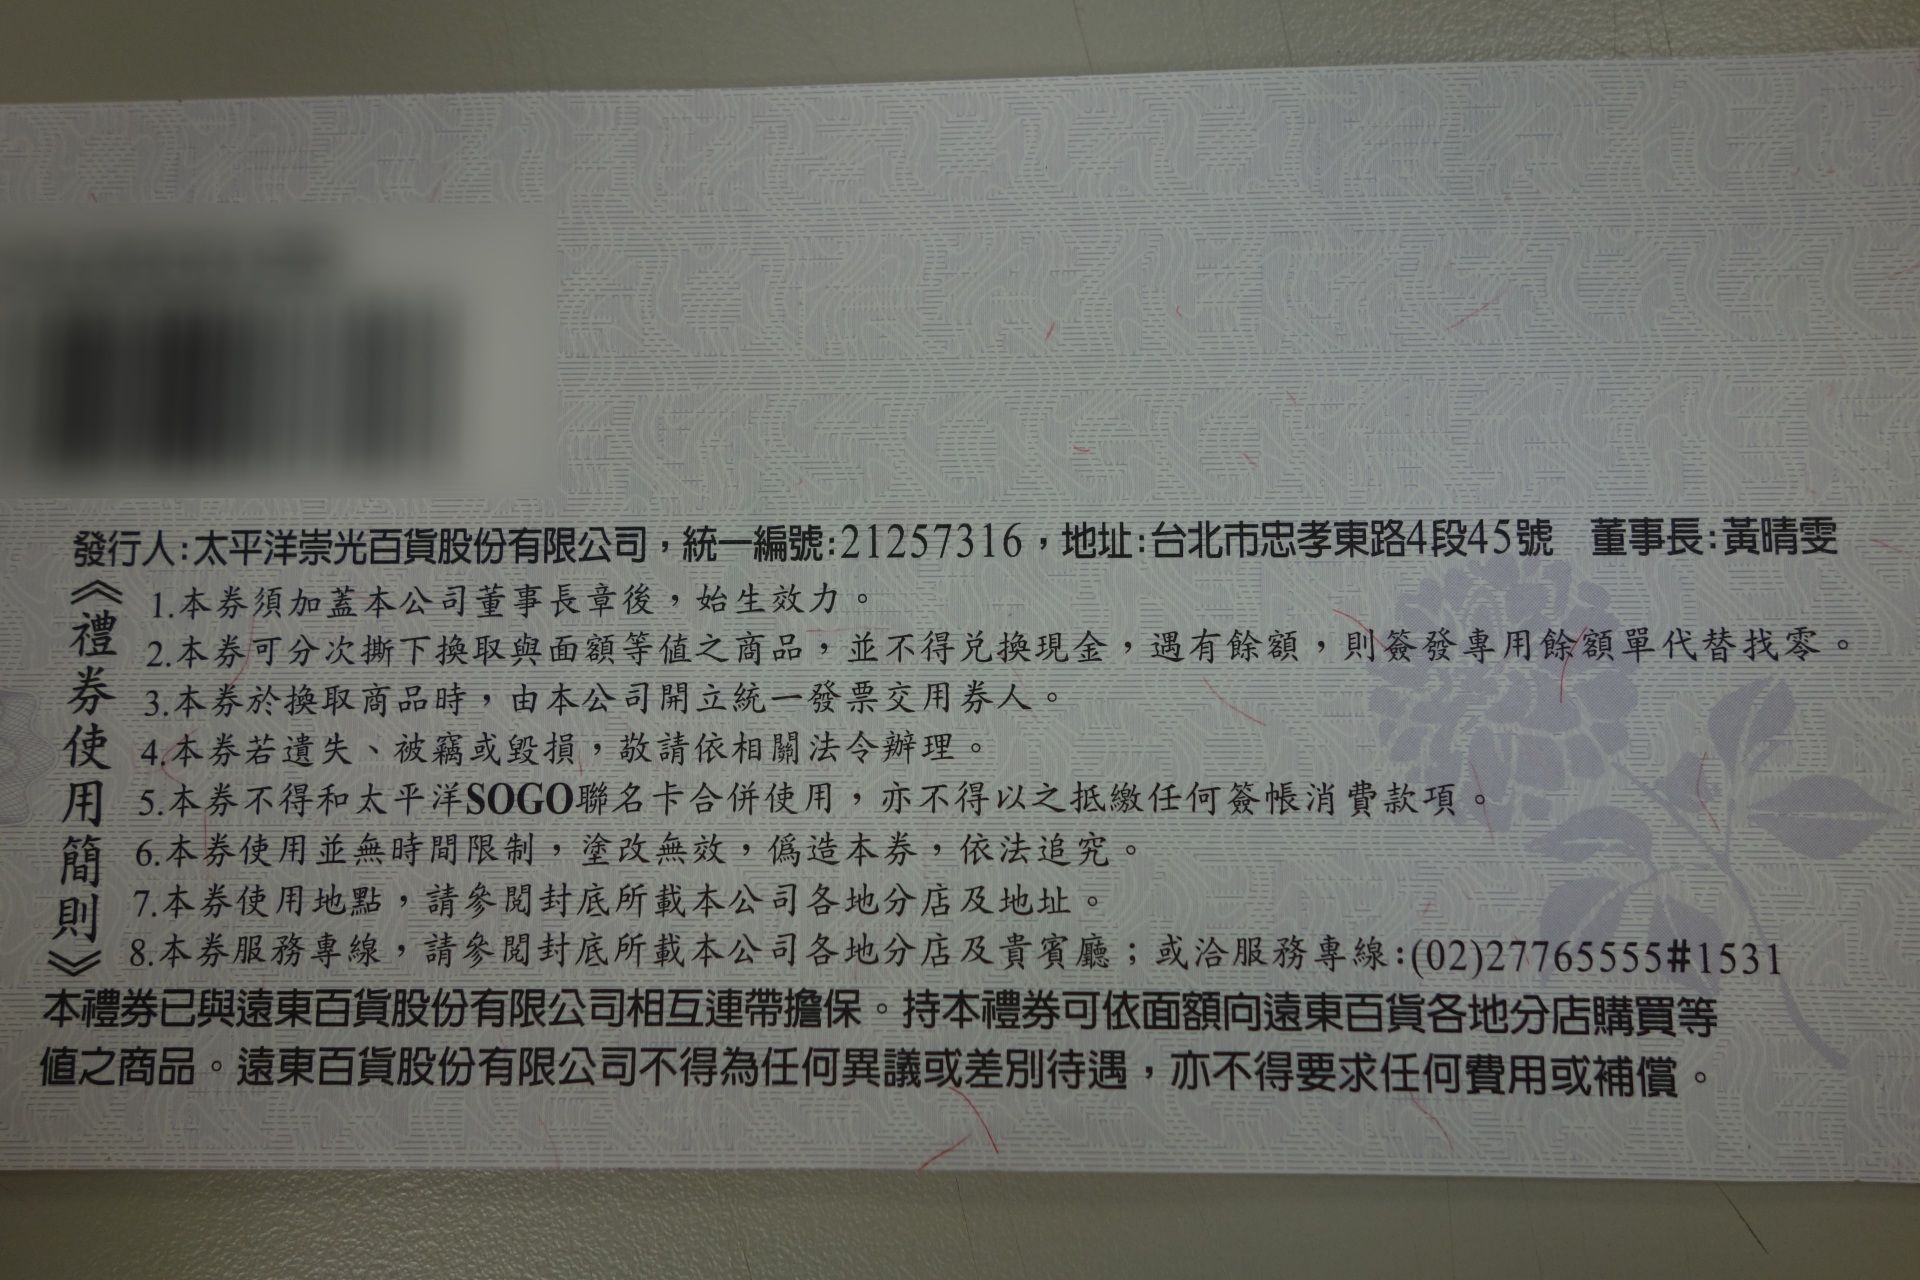 發行人:太平洋崇光百貨股份有限公司，統一編號:21257316，地址:台北市忠孝東路4段45號　董事長:黃晴雯
《禮券使用簡則》
1.本券須加蓋本公司董事長章後，始生效力。
2.本券可分次撕下換取與面額等值之商品，並不得兌換現金，遇有餘額，則簽發專用餘額單代替找零。
3.本券於換取商品時，由本公司開立統一發票交用券人。
4.本券若遺失、被竊或毀損，敬請依相關法令辦理。
5.本券不得和太平洋SOGO聯名卡合併使用，亦不得以之抵繳任何簽帳消費款項。
6.本券使用並無時間限制，塗改無效，偽造本券，依法追究。
7.本券使用地點，請參閱封底所載本公司各地分店及地址。
8.本券服務專線，請參閱封底所載本公司各地分店及貴賓廳；或洽服務專線:(02)27765555#1531
本禮券已與遠東百貨股份有限公司相互連帶擔保。持本禮券可依面額向遠東百貨各地分店購買等
值之商品。遠東百貨股份有限公司不得為任何異議或差別待遇，亦不得要求任何費用或補償。